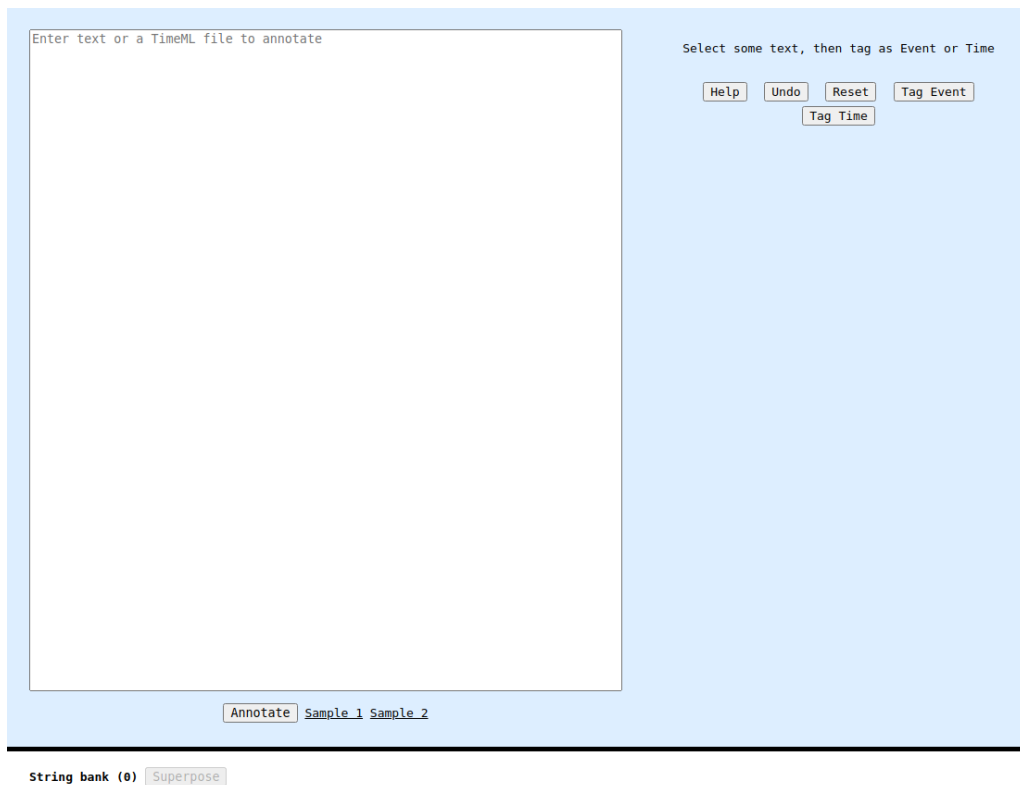 Enter text or a TimeML file to annotate
Select some text, then tag as Event or Time
Help Undo Reset Tag Event
Tag Time
Annotate Sample 1 Sample 2
String bank (0) Superpose